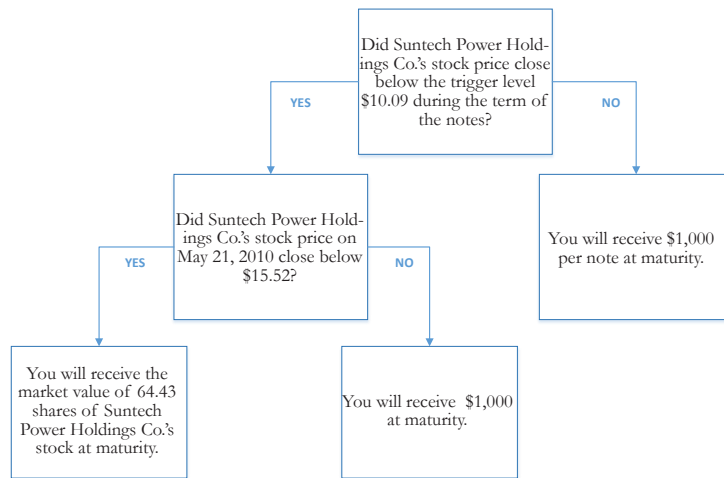 Did Suntech Power Hold-
ings Co.'s stock price close
below the trigger level
$10.09 during the term of
the notes?
YES
NO
Did Suntech Power Hold-
ings Co.'s stock price on
May 21, 2010 close below
$15.52?
You will receive $1,000
per note at maturity.
YES
NO
You will receive the
market value of 64.43
shares of Suntech
Power Holdings Co.'s
stock at maturity.
You will receive  $1,000
at maturity.